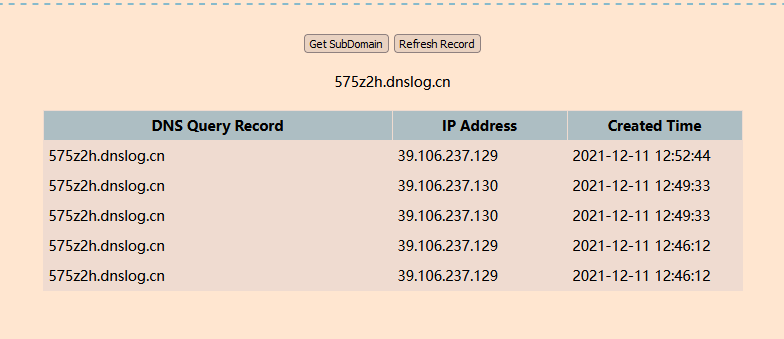 Get SubDomain Refresh Record
575z2h.dnslog.cn
DNS Query Record IP Address Created Time
575z2h.dnslog.cn 39.106.237.129 2021-12-11 12:52:44
575z2h.dnslog.cn 39.106.237.130 2021-12-11 12:49:33
575z2h.dnslog.cn 39.106.237.130 2021-12-11 12:49:33
575z2h.dnslog.cn 39.106.237.129 2021-12-11 12:46:12
575z2h.dnslog.cn 39.106.237.129 2021-12-11 12:46:12